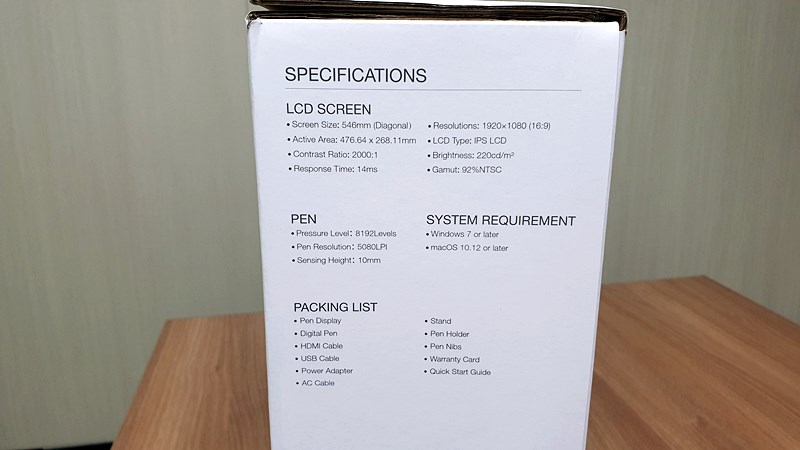 SPECIFICATIONS
LCD SCREEN
• Screen Size: 546mm (Diagonal)
• Active Area: 476.64 x 268.11mm
• Contrast Ratio: 2000:1
• Response Time: 14ms
• Resolutions: 1920×1080 (16:9)
• LCD Type: IPS LCD
• Brightness: 220cd/m²
• Gamut: 92%NTSC
PEN
• Pressure Level: 8192Levels
• Pen Resolution: 5080LPI
• Sensing Height: 10mm
SYSTEM REQUIREMENT
• Windows 7 or later
• macOS 10.12 or later
PACKING LIST
• Pen Display
• Digital Pen
• HDMI Cable
• USB Cable
• Power Adapter
• AC Cable
• Stand
• Pen Holder
• Pen Nibs
• Warranty Card
• Quick Start Guide